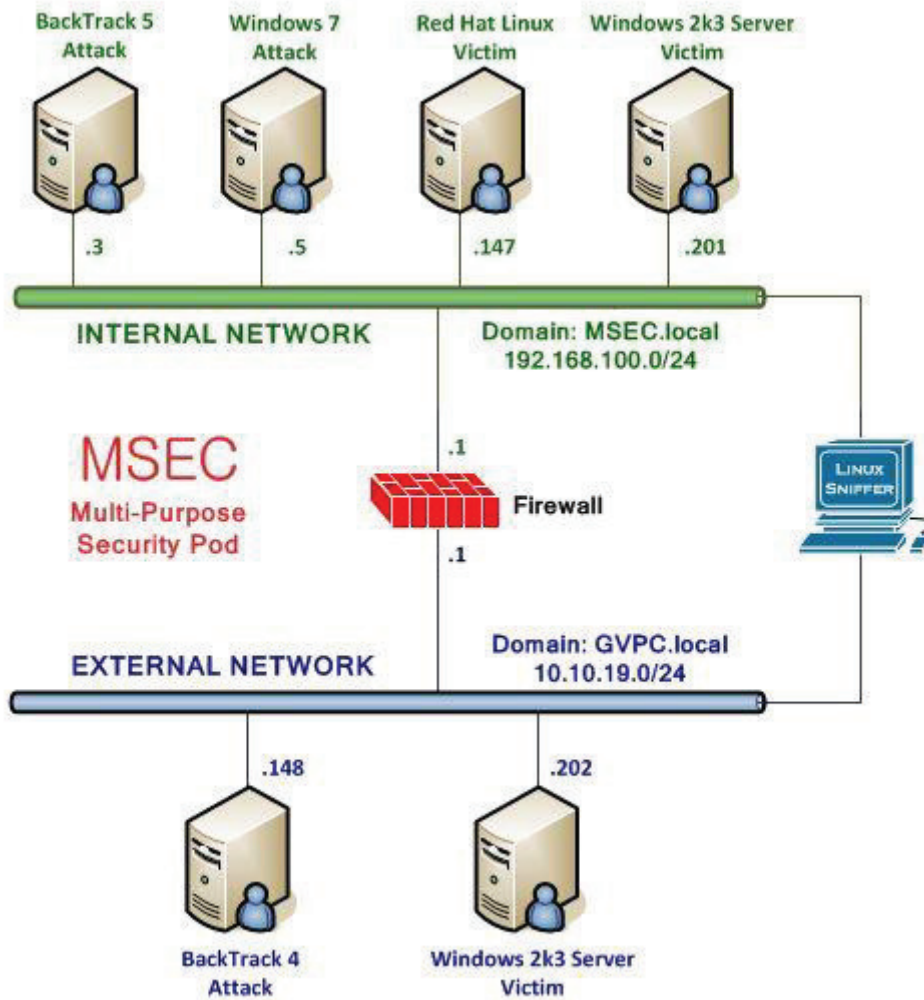 BackTrack 5
Attack
Windows 7
Attack
Red Hat Linux
Victim
Windows 2k3 Server
Victim
.3
.5
.147
.201
INTERNAL NETWORK
Domain: MSEC.local
192.168.100.0/24
MSEC
Multi-Purpose
Security Pod
.1
Firewall
.1
LINUX
SNIFFER
EXTERNAL NETWORK
Domain: GVPC.local
10.10.19.0/24
.148
.202
BackTrack 4
Attack
Windows 2k3 Server
Victim